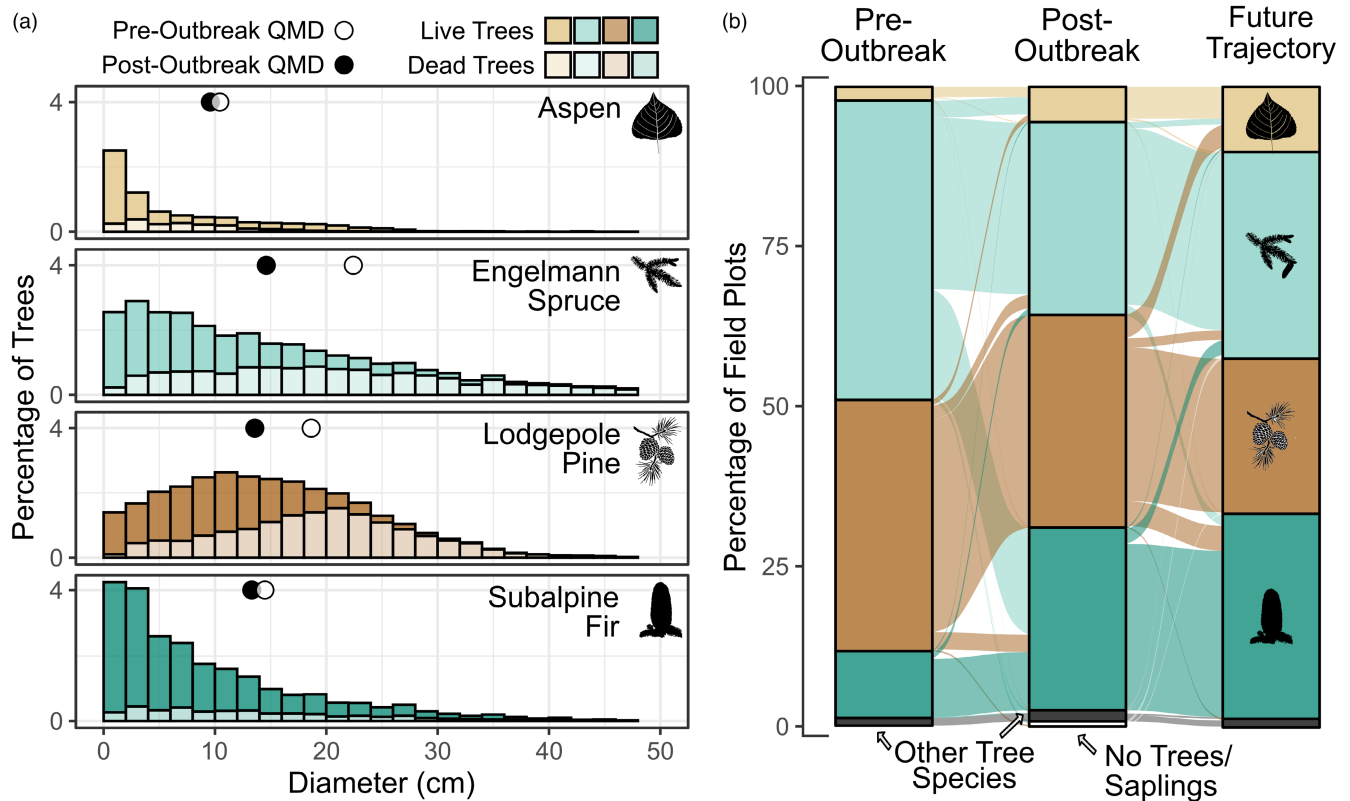 (a)
Pre-Outbreak QMD
Post-Outbreak QMD
Live Trees
Dead Trees
Percentage of Trees
4
0
Aspen
4
0
Engelmann
Spruce
4
0
Lodgepole
Pine
4
0
Subalpine
Fir
0 10 20 30 40 50
Diameter (cm)
(b)
Pre-
Outbreak
Post-
Outbreak
Future
Trajectory
Percentage of Field Plots
100
75
50
25
0
Other Tree
Species
No Trees/
Saplings